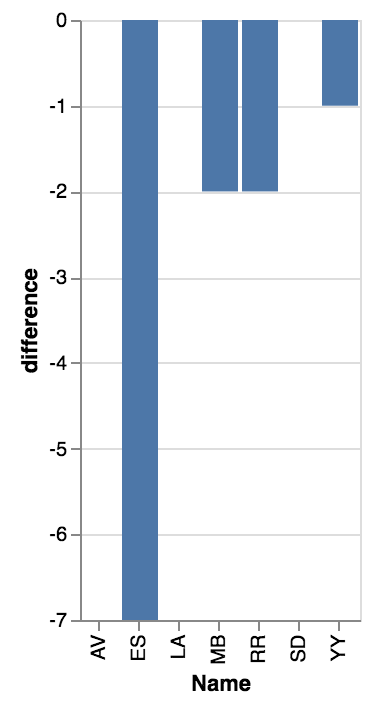 0
-1
-2
-3
-4
-5
-6
-7
difference
AV
ES
LA
MB
RR
SD
YY
Name